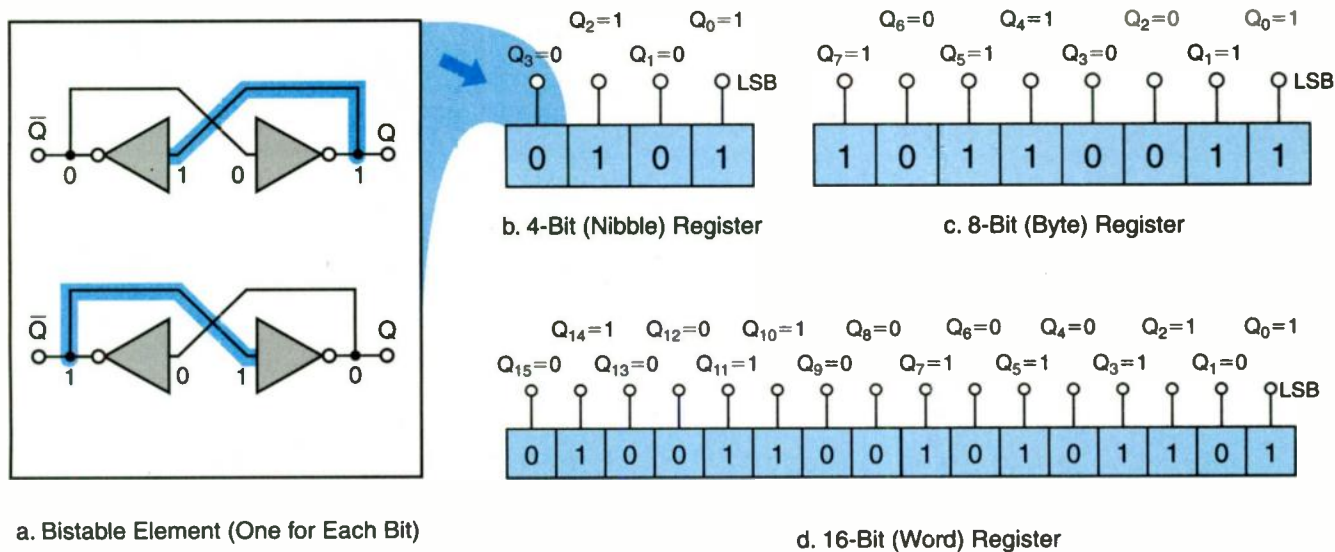 Q̅
Q
0
1
0
1
Q̅
Q
1
0
1
0
a. Bistable Element (One for Each Bit)
Q₂=1 Q₀=1
Q₃=0 Q₁=0
LSB
0 1 0 1
b. 4-Bit (Nibble) Register
Q₆=0 Q₄=1 Q₂=0 Q₀=1
Q₇=1 Q₅=1 Q₃=0 Q₁=1
LSB
1 0 1 1 0 0 1 1
c. 8-Bit (Byte) Register
Q₁₄=1 Q₁₂=0 Q₁₀=1 Q₈=0 Q₆=0 Q₄=0 Q₂=1 Q₀=1
Q₁₅=0 Q₁₃=0 Q₁₁=1 Q₉=0 Q₇=1 Q₅=1 Q₃=1 Q₁=0
LSB
0 1 0 0 1 1 0 0 1 0 1 0 1 1 0 1
d. 16-Bit (Word) Register